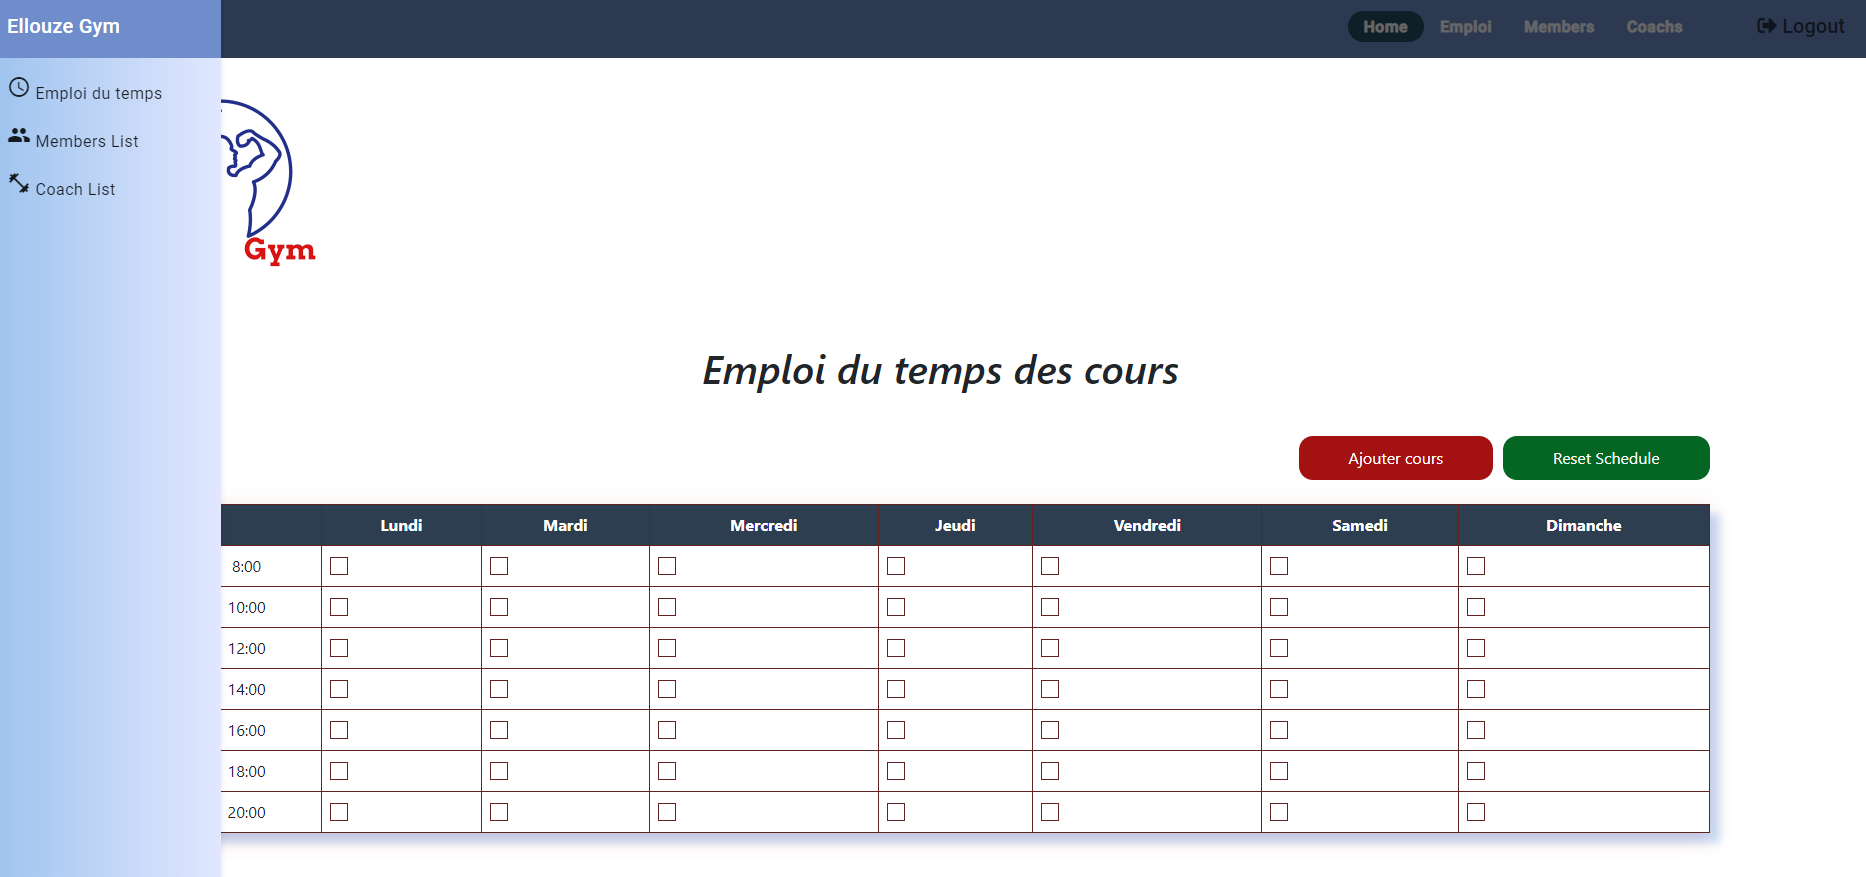 Ellouze Gym
Home Emploi Members Coachs Logout
Emploi du temps
Members List
Coach List
Gym
Emploi du temps des cours
Ajouter cours Reset Schedule
Lundi Mardi Mercredi Jeudi Vendredi Samedi Dimanche
8:00
10:00
12:00
14:00
16:00
18:00
20:00